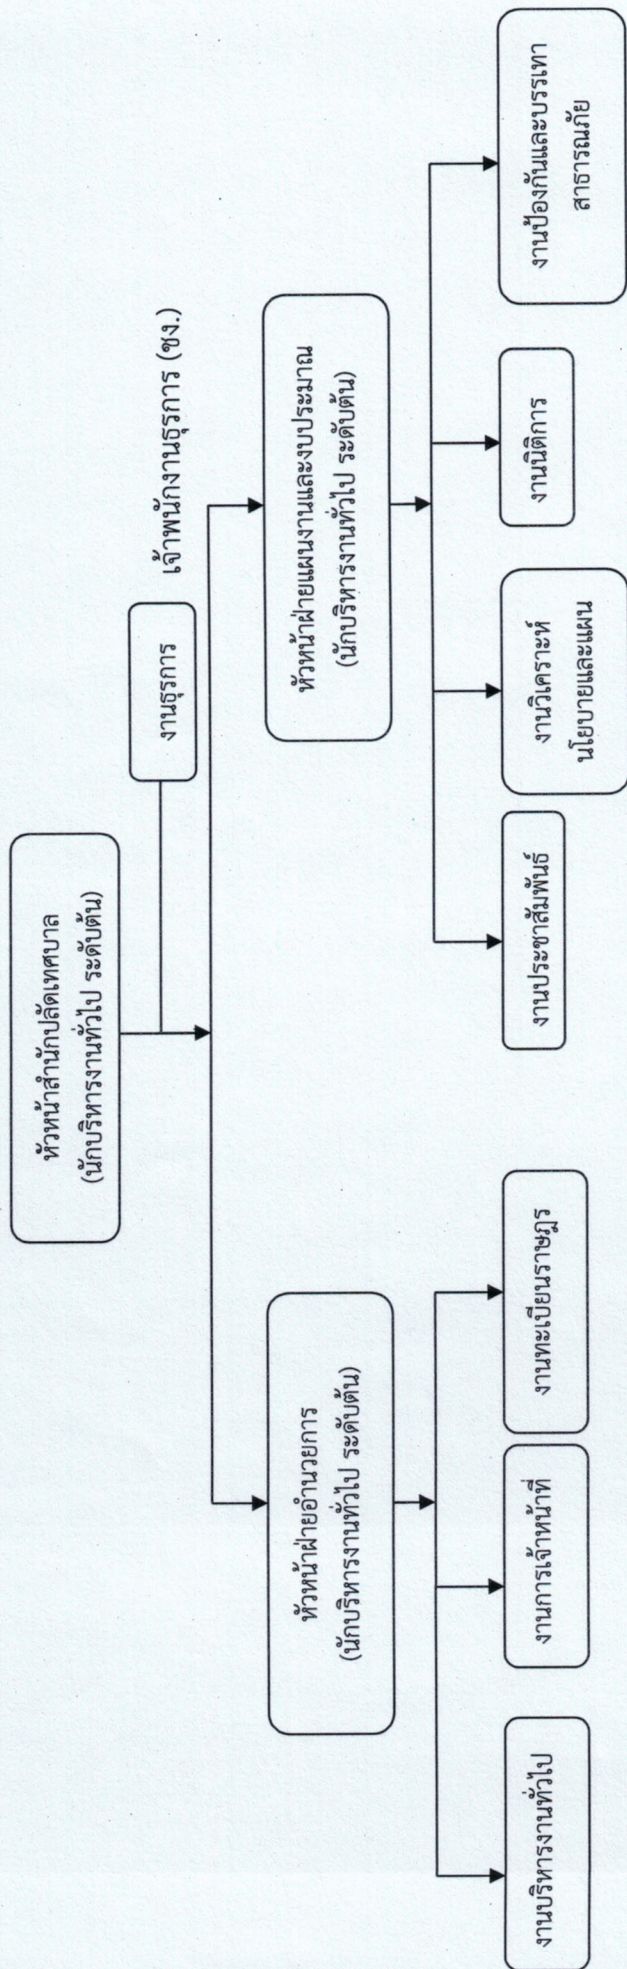 หัวหน้าสำนักปลัดเทศบาล
(นักบริหารงานทั่วไป ระดับต้น)
งานธุรการ
เจ้าพนักงานธุรการ (ชง.)
หัวหน้าฝ่ายอำนวยการ
(นักบริหารงานทั่วไป ระดับต้น)
หัวหน้าฝ่ายแผนงานและงบประมาณ
(นักบริหารงานทั่วไป ระดับต้น)
งานบริหารงานทั่วไป
งานการเจ้าหน้าที่
งานทะเบียนราษฎร
งานประชาสัมพันธ์
งานวิเคราะห์
นโยบายและแผน
งานนิติการ
งานป้องกันและบรรเทา
สาธารณภัย